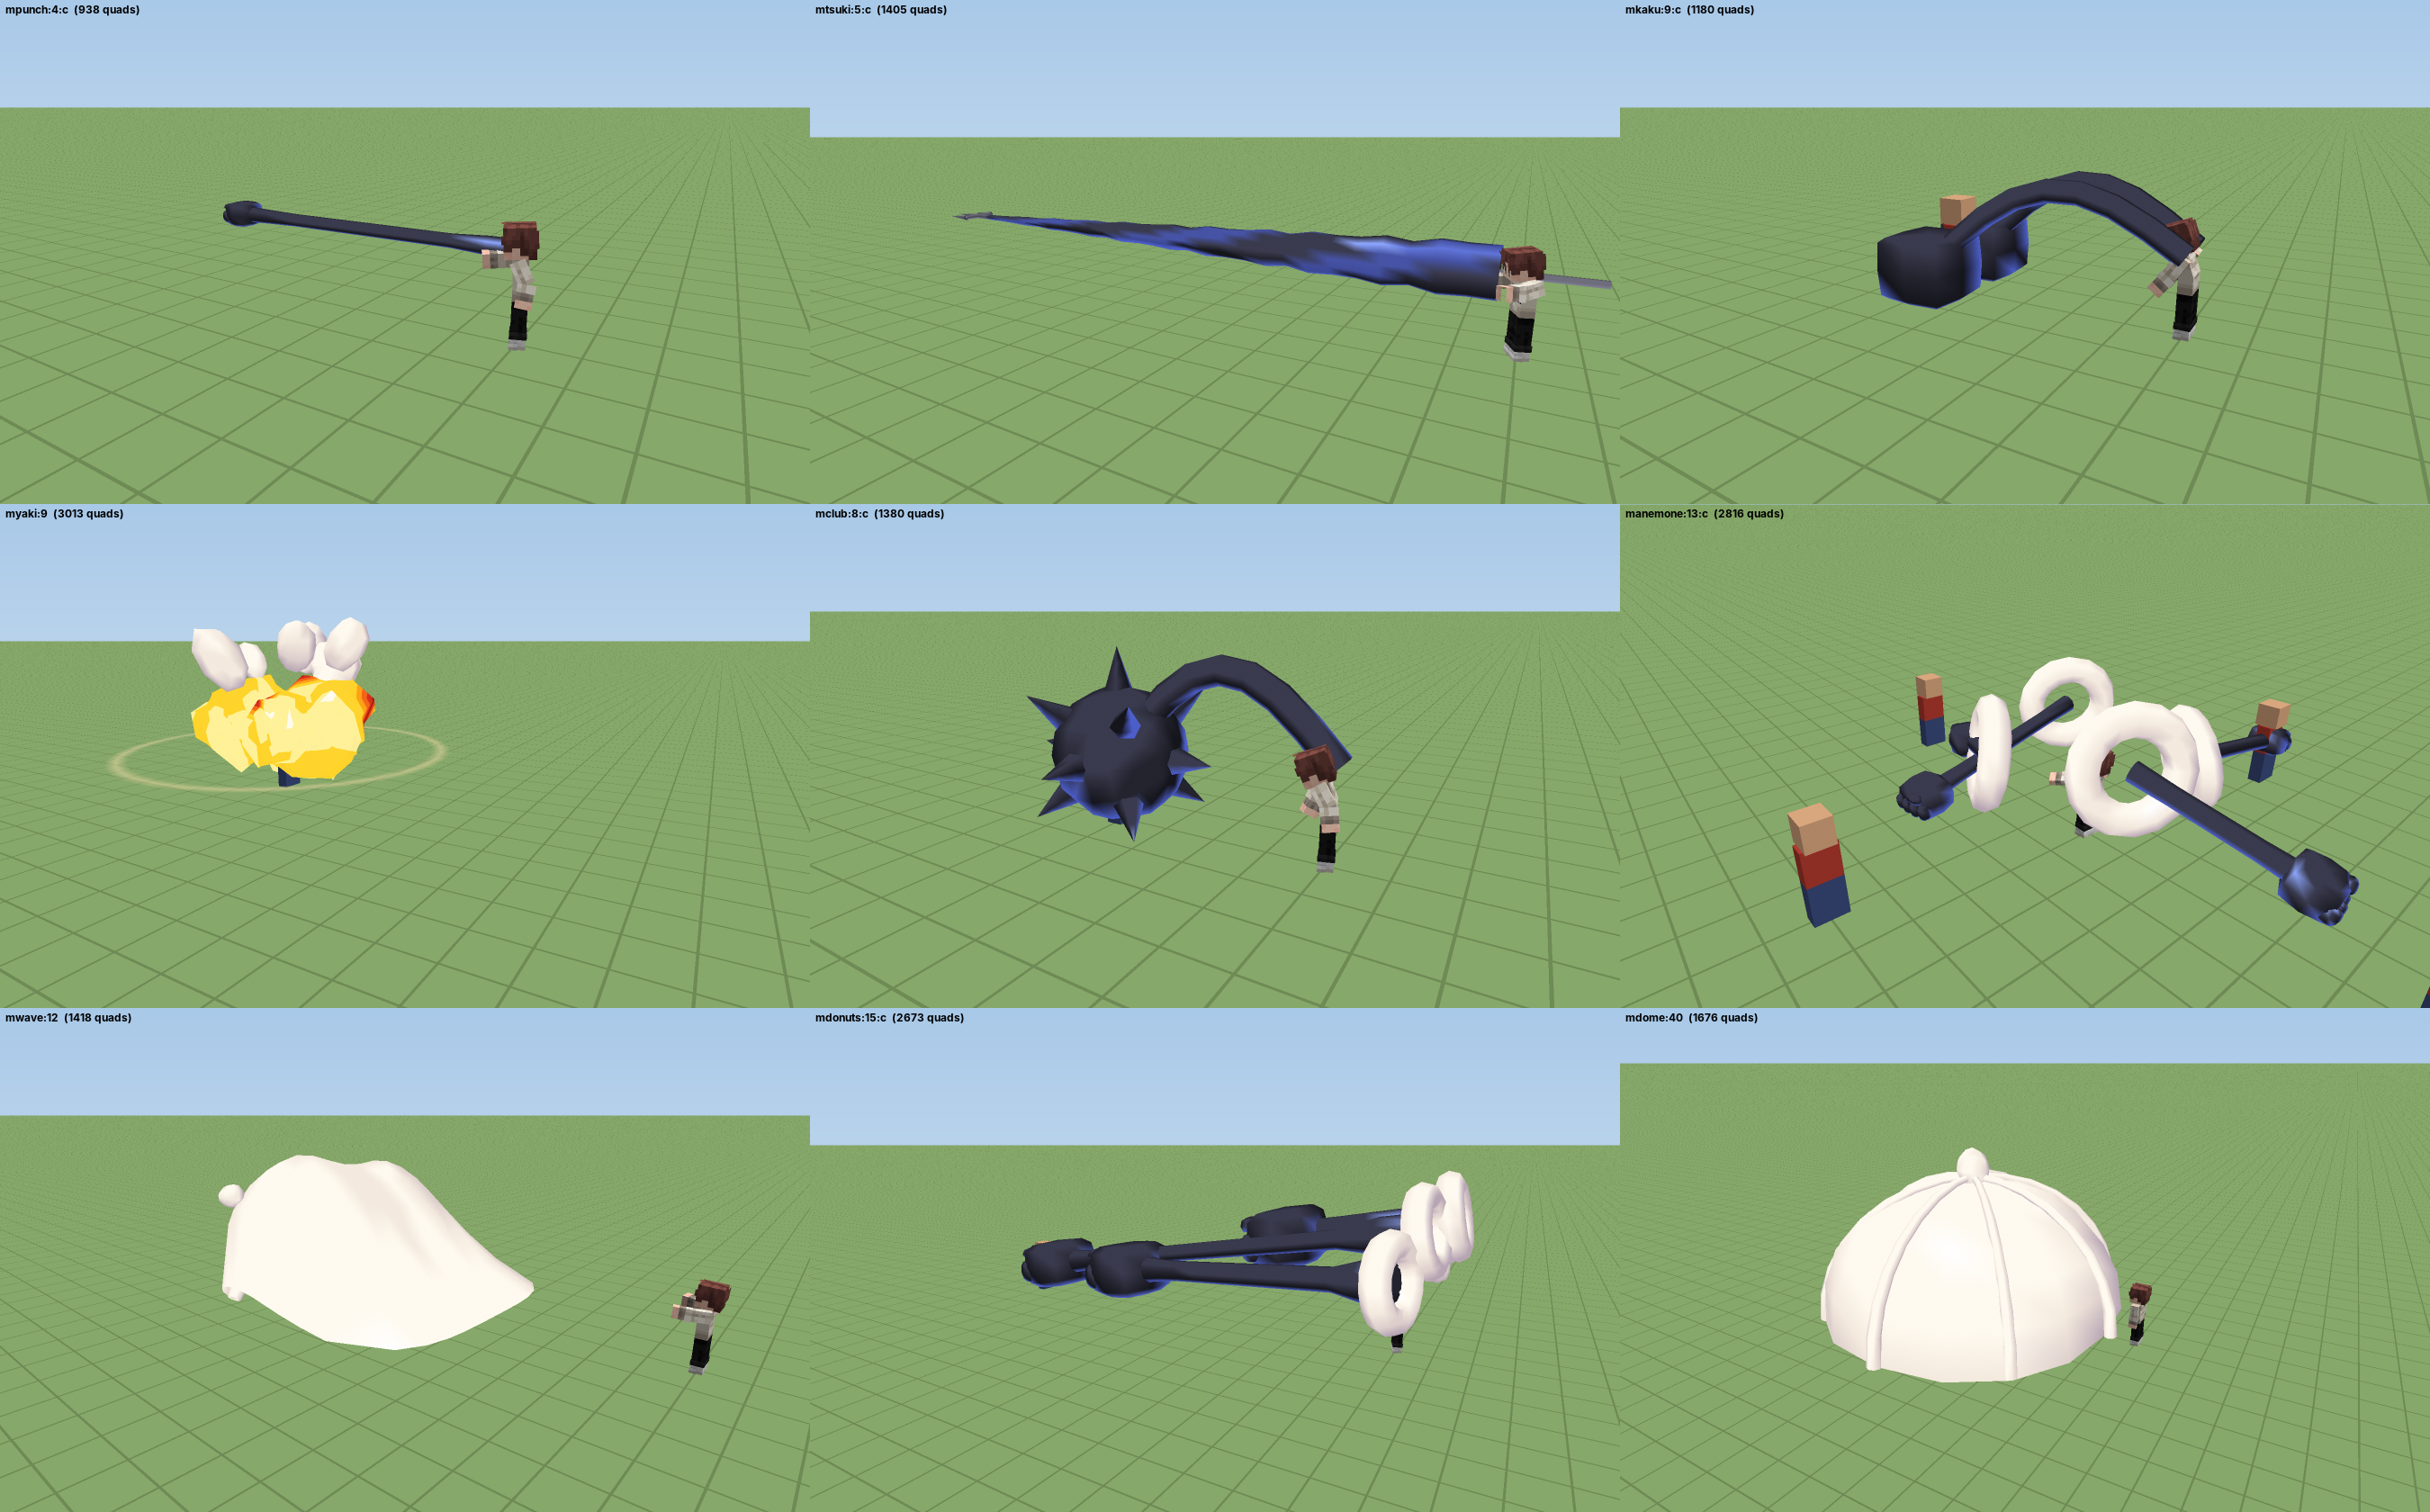 mpunch:4:c (938 quads)
mtsuki:5:c (1405 quads)
mkaku:9:c (1180 quads)
myaki:9 (3013 quads)
mclub:8:c (1380 quads)
manemone:13:c (2816 quads)
mwave:12 (1418 quads)
mdonuts:15:c (2673 quads)
mdome:40 (1676 quads)